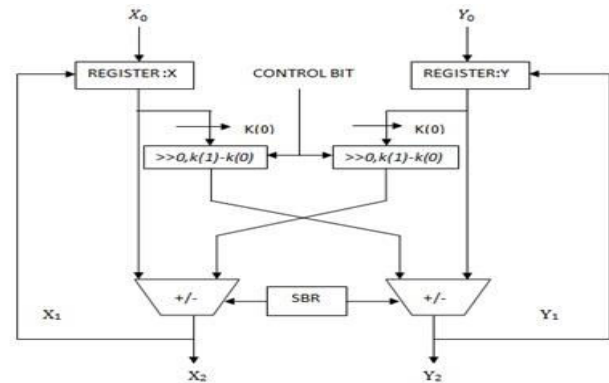 X₀ Y₀
REGISTER :X CONTROL BIT REGISTER:Y
K(0) K(0)
>>0,k(1)-k(0) >>0,k(1)-k(0)
+/- SBR +/-
X₁ Y₁
X₂ Y₂